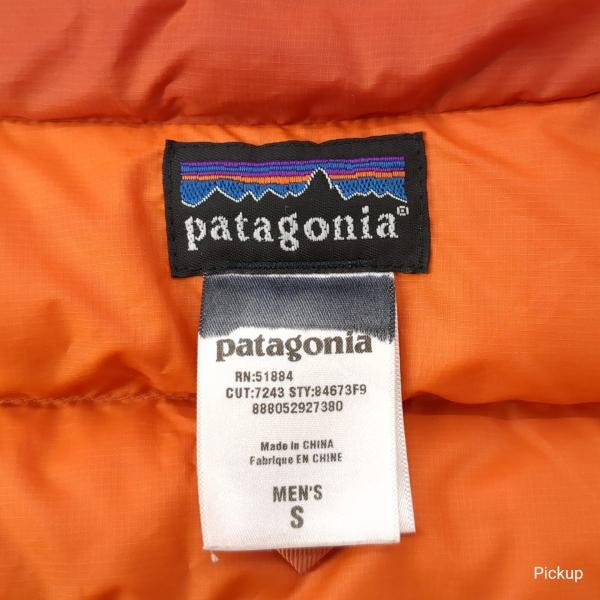 patagonia®
patagonia
RN:51884
CUT:7243 STY:84673F9
888052927380
Made in CHINA
Fabriqué EN CHINE
MEN'S
S
Pickup